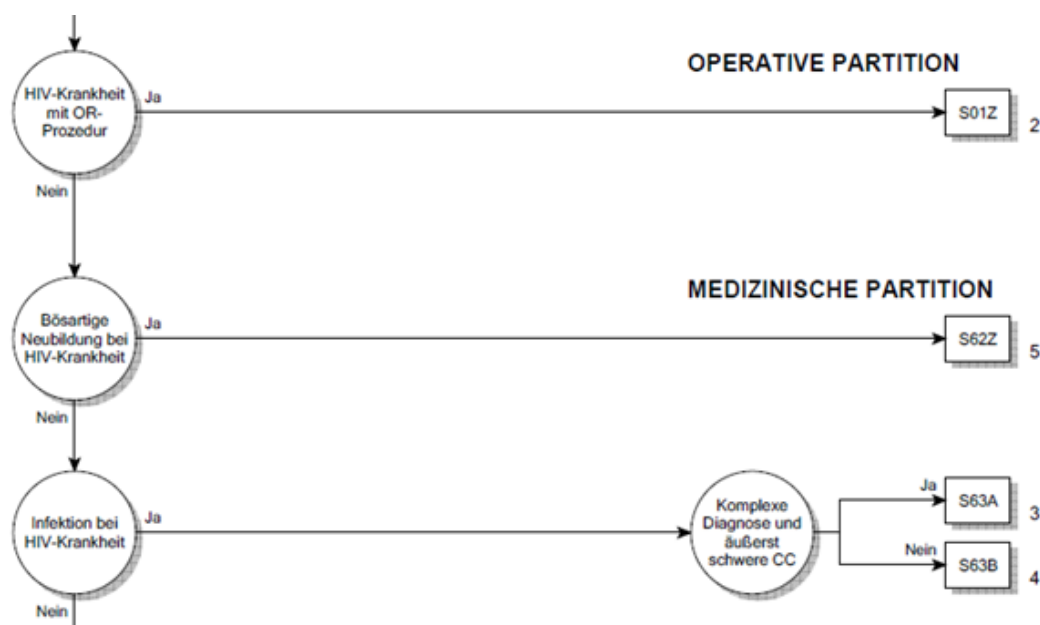 OPERATIVE PARTITION
HIV-Krankheit
mit OR-
Prozedur
Ja
S01Z
2
Nein
MEDIZINISCHE PARTITION
Bösartige
Neubildung bei
HIV-Krankheit
Ja
S62Z
5
Nein
Infektion bei
HIV-Krankheit
Ja
Komplexe
Diagnose und
äußerst
schwere CC
Ja
S63A
3
Nein
S63B
4
Nein